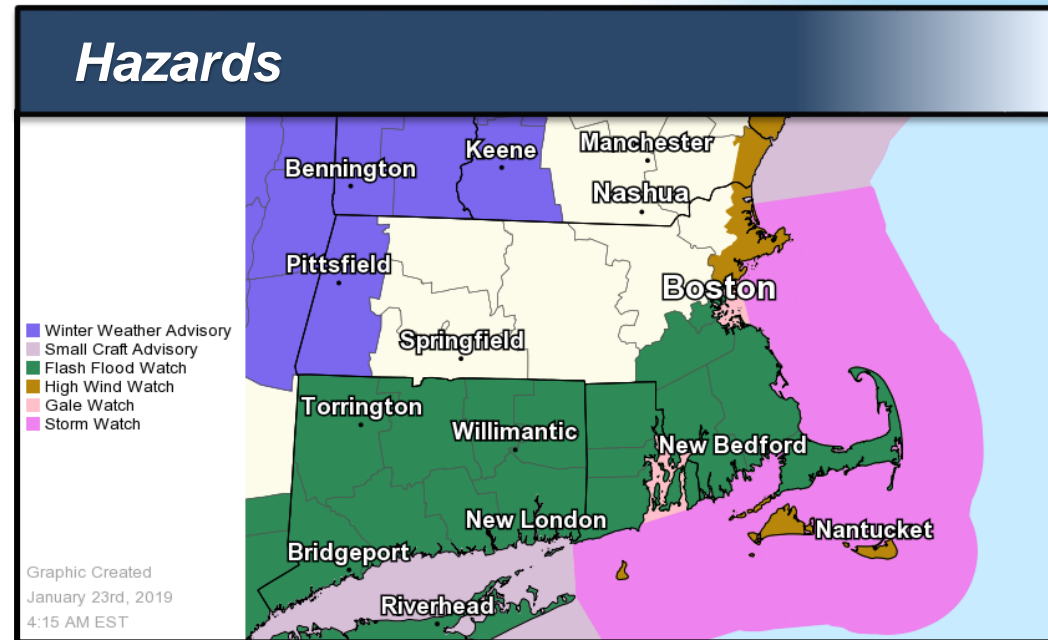 Hazards
Manchester
Keene
Bennington
Nashua
Pittsfield
Boston
Winter Weather Advisory
Small Craft Advisory
Springfield
Flash Flood Watch
High Wind Watch
Gale Watch
Torrington
Storm Watch
Willimantic
New Bedford
New London
Nantucket
Bridgeport
Graphic Created
January 23rd, 2019
Riverhead
4:15 AM EST